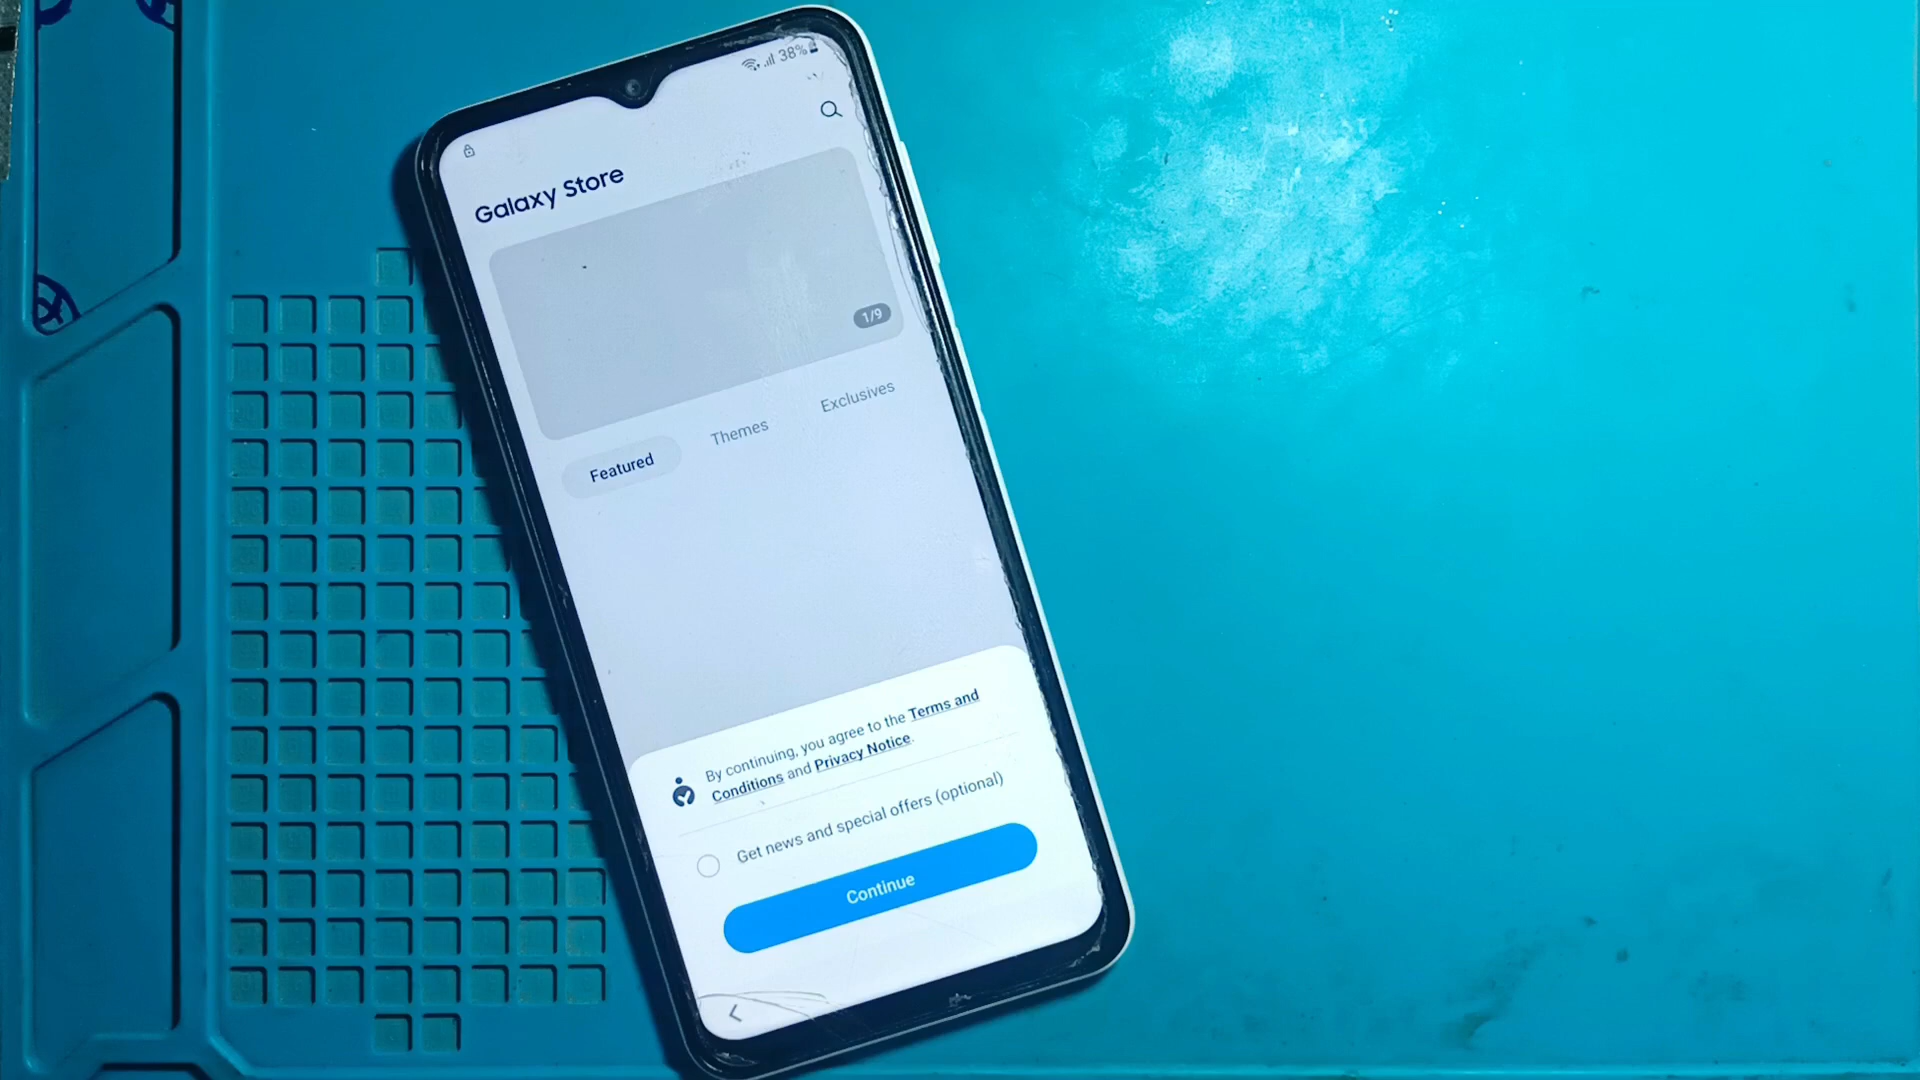 38%
Galaxy Store
1/9
Featured
Themes
Exclusives
By continuing, you agree to the Terms and
Conditions and Privacy Notice.
Get news and special offers (optional)
Continue